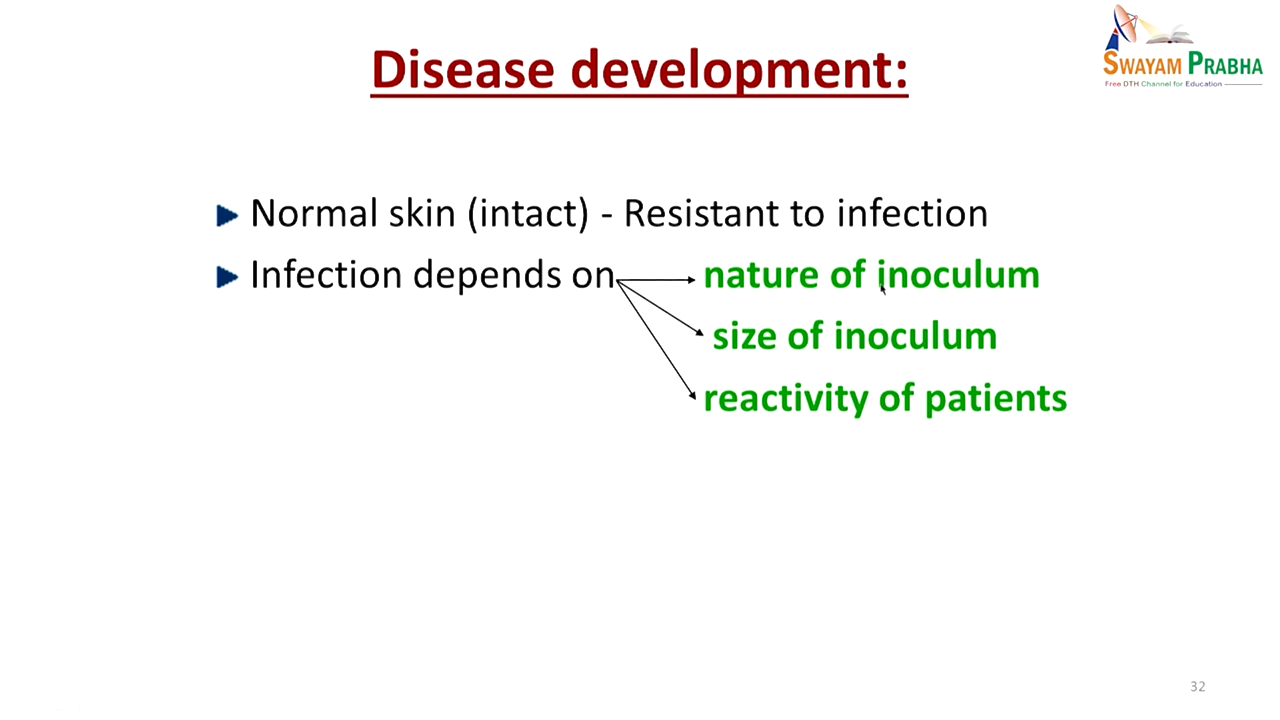 Disease development:
SWAYAM PRABHA
Free DTH Channel for Education
Normal skin (intact) - Resistant to infection
Infection depends on nature of inoculum
size of inoculum
reactivity of patients
32